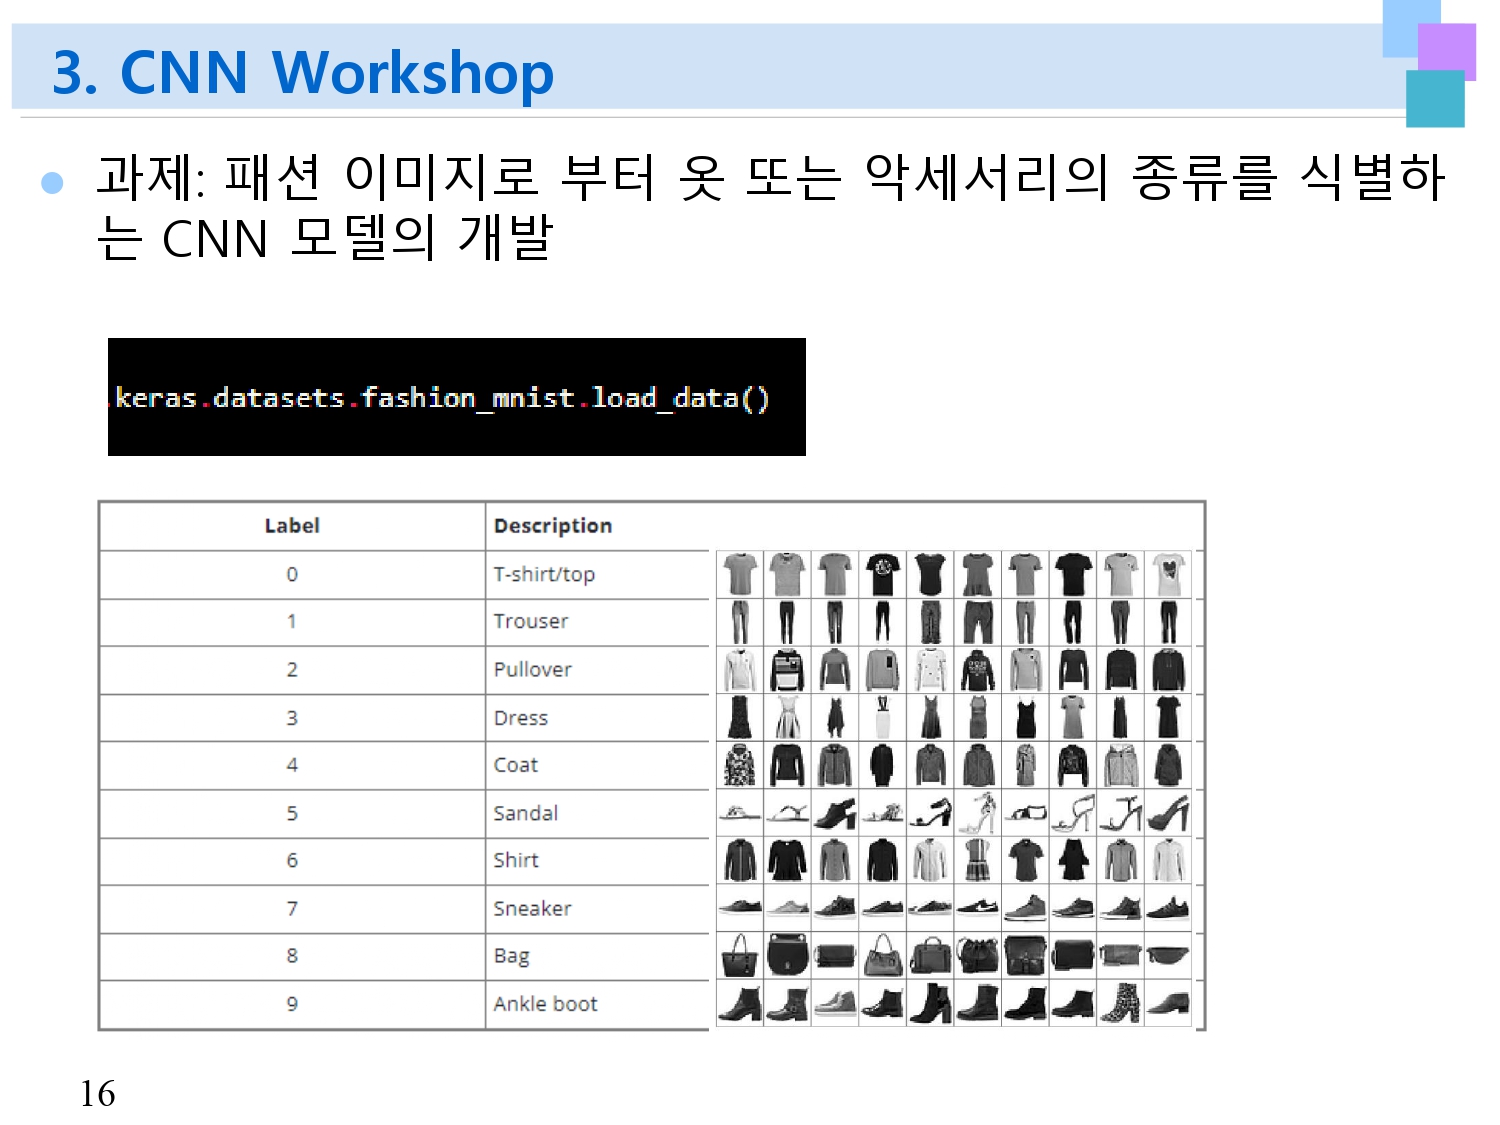 3. CNN Workshop
과제: 패션 이미지로 부터 옷 또는 악세서리의 종류를 식별하
는 CNN 모델의 개발
.keras.datasets.fashion_mnist.load_data()
Label Description
0 T-shirt/top
1 Trouser
2 Pullover
3 Dress
4 Coat
5 Sandal
6 Shirt
7 Sneaker
8 Bag
9 Ankle boot
16